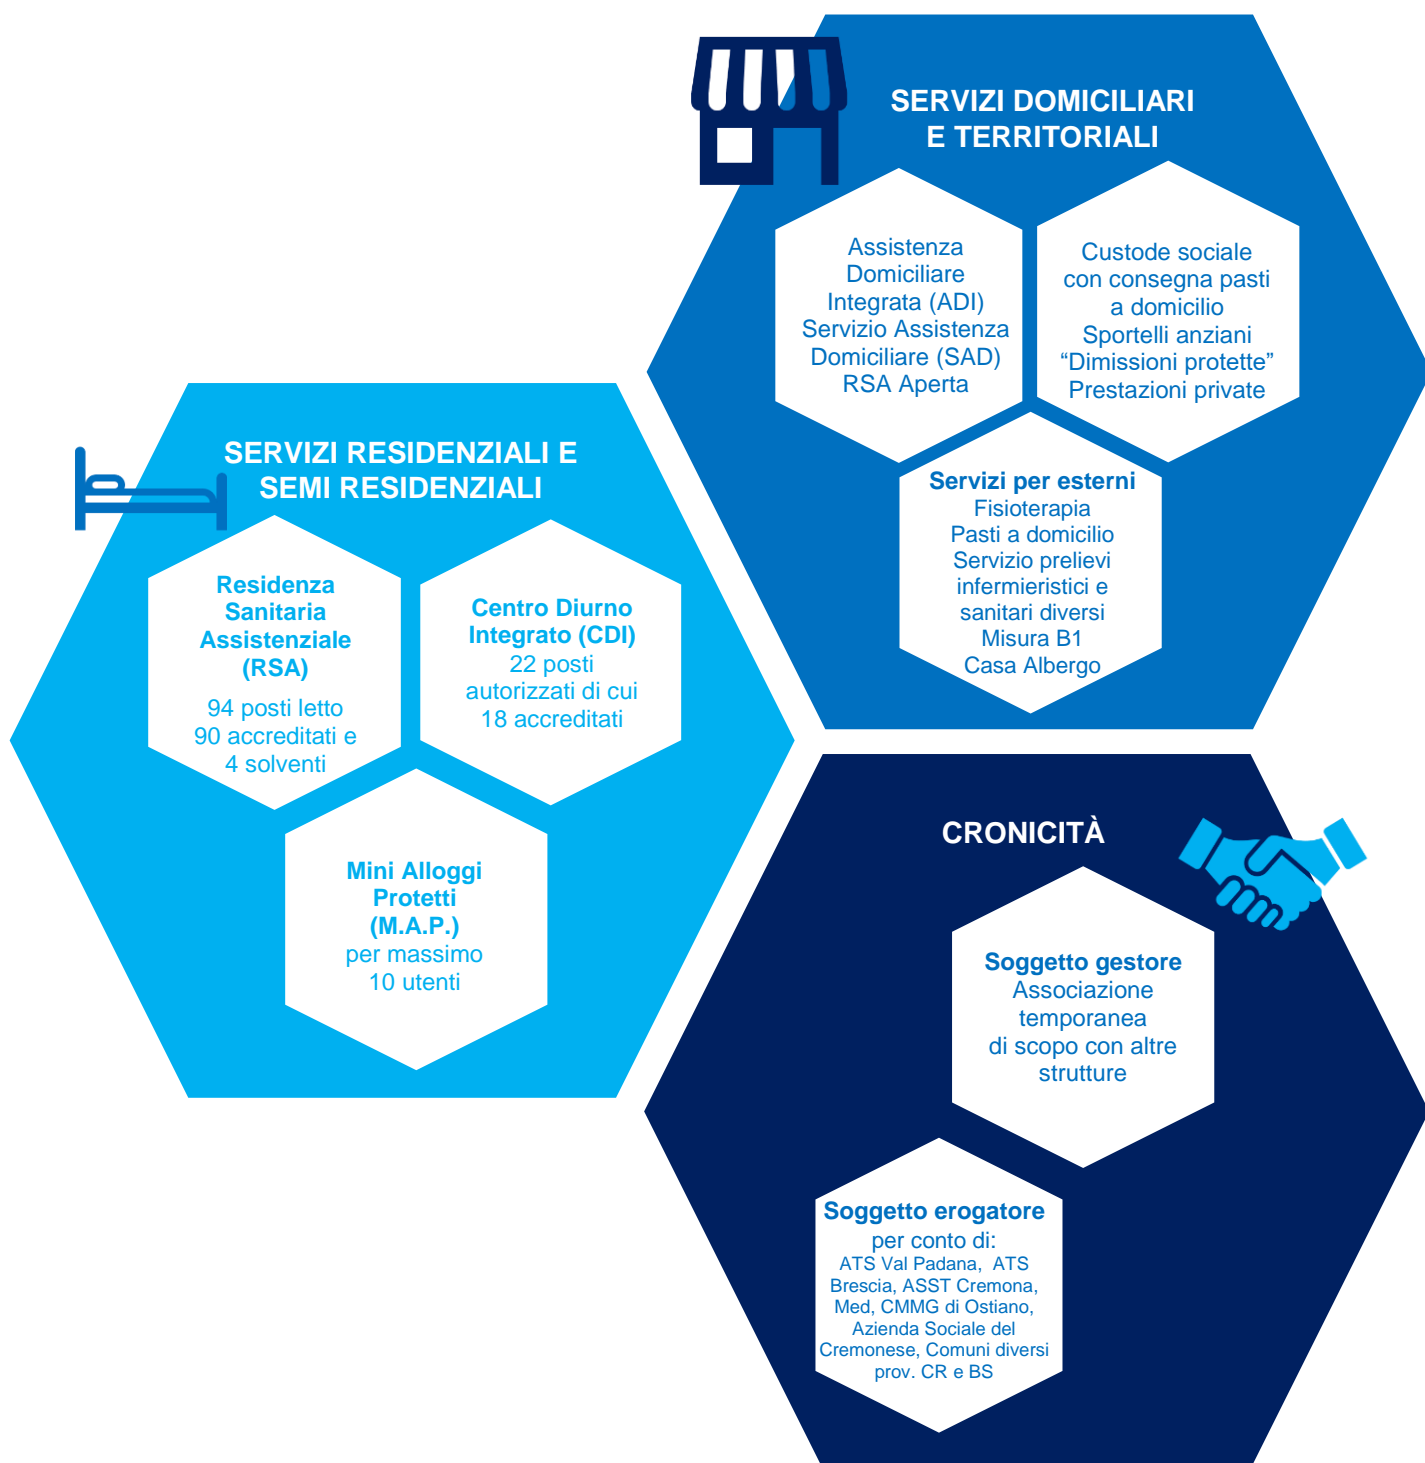 SERVIZI DOMICILIARI
E TERRITORIALI
Assistenza
Domiciliare
Integrata (ADI)
Servizio Assistenza
Domiciliare (SAD)
RSA Aperta
Custode sociale
con consegna pasti
a domicilio
Sportelli anziani
“Dimissioni protette”
Prestazioni private
Servizi per esterni
Fisioterapia
Pasti a domicilio
Servizio prelievi
infermieristici e
sanitari diversi
Misura B1
Casa Albergo
SERVIZI RESIDENZIALI E
SEMI RESIDENZIALI
Residenza
Sanitaria
Assistenziale
(RSA)
94 posti letto
90 accreditati e
4 solventi
Centro Diurno
Integrato (CDI)
22 posti
autorizzati di cui
18 accreditati
Mini Alloggi
Protetti
(M.A.P.)
per massimo
10 utenti
CRONICITÀ
Soggetto gestore
Associazione
temporanea
di scopo con altre
strutture
Soggetto erogatore
per conto di:
ATS Val Padana, ATS
Brescia, ASST Cremona,
Med, CMMG di Ostiano,
Azienda Sociale del
Cremonese, Comuni diversi
prov. CR e BS